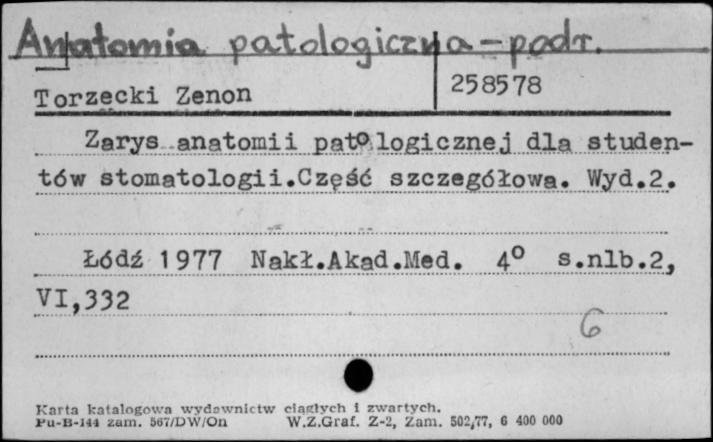 Anatomia patologiczna - podr.
Torzecki Zenon
258578
Zarys anatomii patologicznej dla studen-
tów stomatologii.Część szczegółowa. Wyd.2.
Łódź 1977 Nakł.Akad.Med. 4° s.nlb.2,
VI,332
6
Karta katalogowa wydawnictw ciągłych i zwartych.
Pu-B-144 zam. 567/DW/On W.Z.Graf. Z-2, Zam. 502/77, 6 400 000